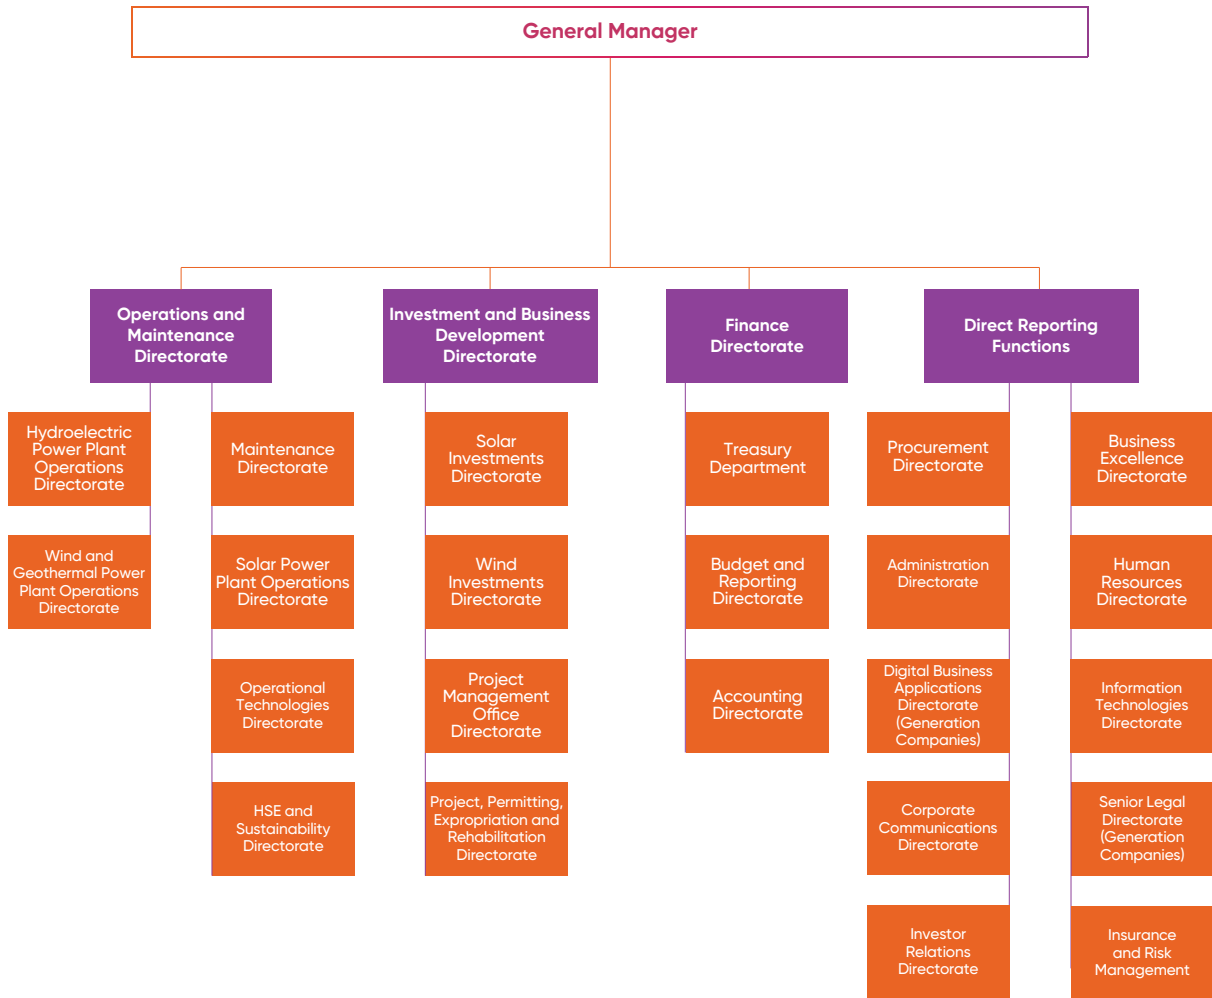 General Manager
Operations and
Maintenance
Directorate
Investment and Business
Development
Directorate
Finance
Directorate
Direct Reporting
Functions
Hydroelectric
Power Plant
Operations
Directorate
Maintenance
Directorate
Solar
Investments
Directorate
Treasury
Department
Procurement
Directorate
Business
Excellence
Directorate
Wind and
Geothermal Power
Plant Operations
Directorate
Solar Power
Plant Operations
Directorate
Wind
Investments
Directorate
Budget and
Reporting
Directorate
Administration
Directorate
Human
Resources
Directorate
Operational
Technologies
Directorate
Project
Management
Office
Directorate
Accounting
Directorate
Digital Business
Applications
Directorate
(Generation
Companies)
Information
Technologies
Directorate
HSE and
Sustainability
Directorate
Project, Permitting,
Expropriation and
Rehabilitation
Directorate
Corporate
Communications
Directorate
Senior Legal
Directorate
(Generation
Companies)
Investor
Relations
Directorate
Insurance
and Risk
Management